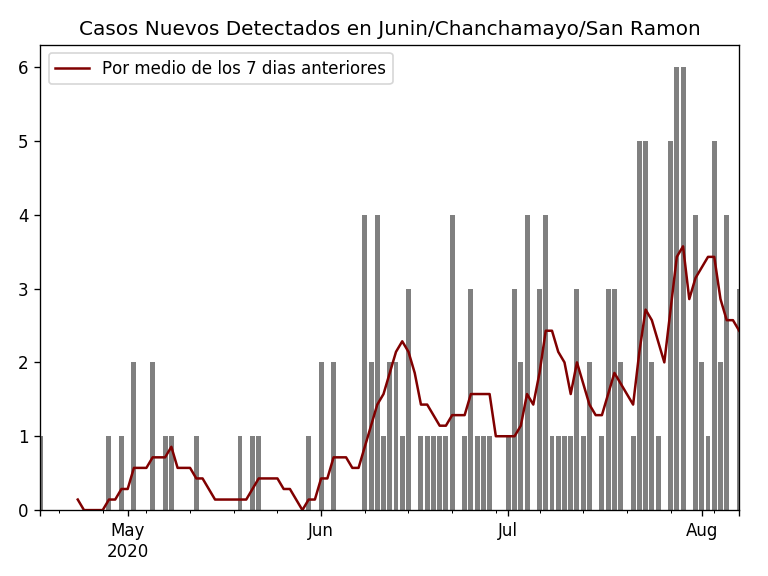 Casos Nuevos Detectados en Junin/Chanchamayo/San Ramon
Por medio de los 7 dias anteriores
6
5
4
3
2
1
0
May Jun Jul Aug
2020